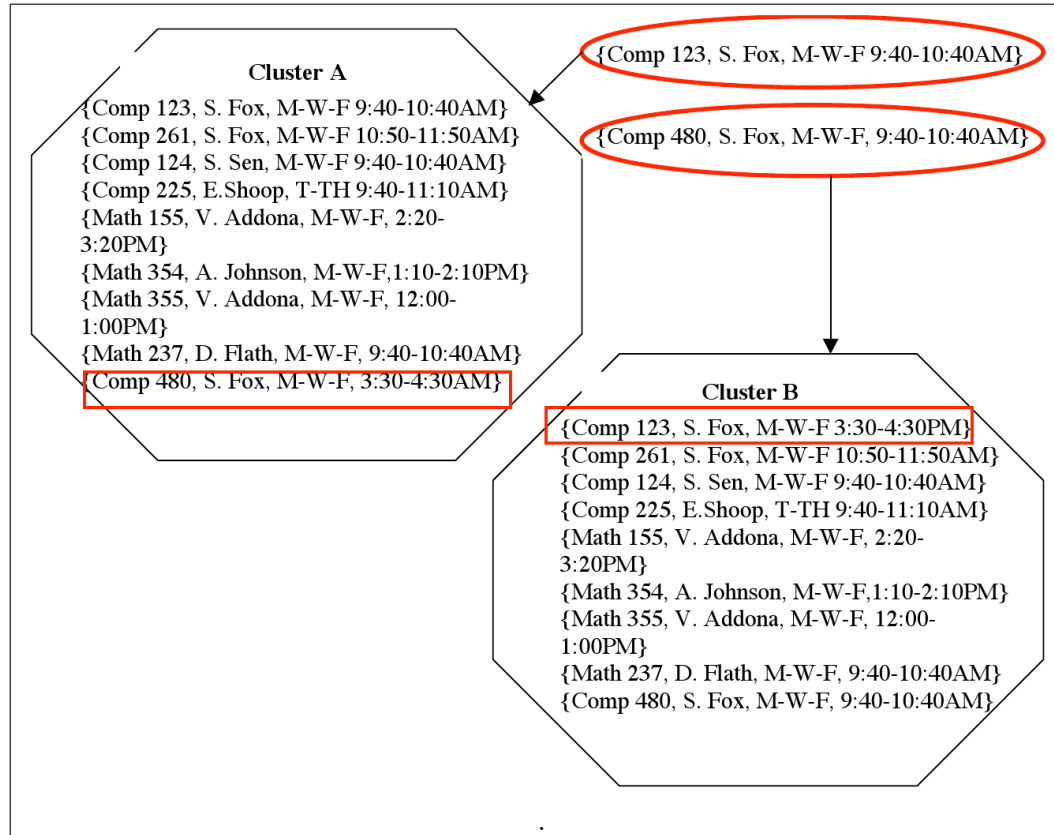 Cluster A
{Comp 123, S. Fox, M-W-F 9:40-10:40AM}
{Comp 261, S. Fox, M-W-F 10:50-11:50AM}
{Comp 124, S. Sen, M-W-F 9:40-10:40AM}
{Comp 225, E.Shoop, T-TH 9:40-11:10AM}
{Math 155, V. Addona, M-W-F, 2:20-
3:20PM}
{Math 354, A. Johnson, M-W-F,1:10-2:10PM}
{Math 355, V. Addona, M-W-F, 12:00-
1:00PM}
{Math 237, D. Flath, M-W-F, 9:40-10:40AM}
{Comp 480, S. Fox, M-W-F, 3:30-4:30AM}
{Comp 123, S. Fox, M-W-F 9:40-10:40AM}
{Comp 480, S. Fox, M-W-F, 9:40-10:40AM}
Cluster B
{Comp 123, S. Fox, M-W-F 3:30-4:30PM}
{Comp 261, S. Fox, M-W-F 10:50-11:50AM}
{Comp 124, S. Sen, M-W-F 9:40-10:40AM}
{Comp 225, E.Shoop, T-TH 9:40-11:10AM}
{Math 155, V. Addona, M-W-F, 2:20-
3:20PM}
{Math 354, A. Johnson, M-W-F,1:10-2:10PM}
{Math 355, V. Addona, M-W-F, 12:00-
1:00PM}
{Math 237, D. Flath, M-W-F, 9:40-10:40AM}
{Comp 480, S. Fox, M-W-F, 9:40-10:40AM}
.